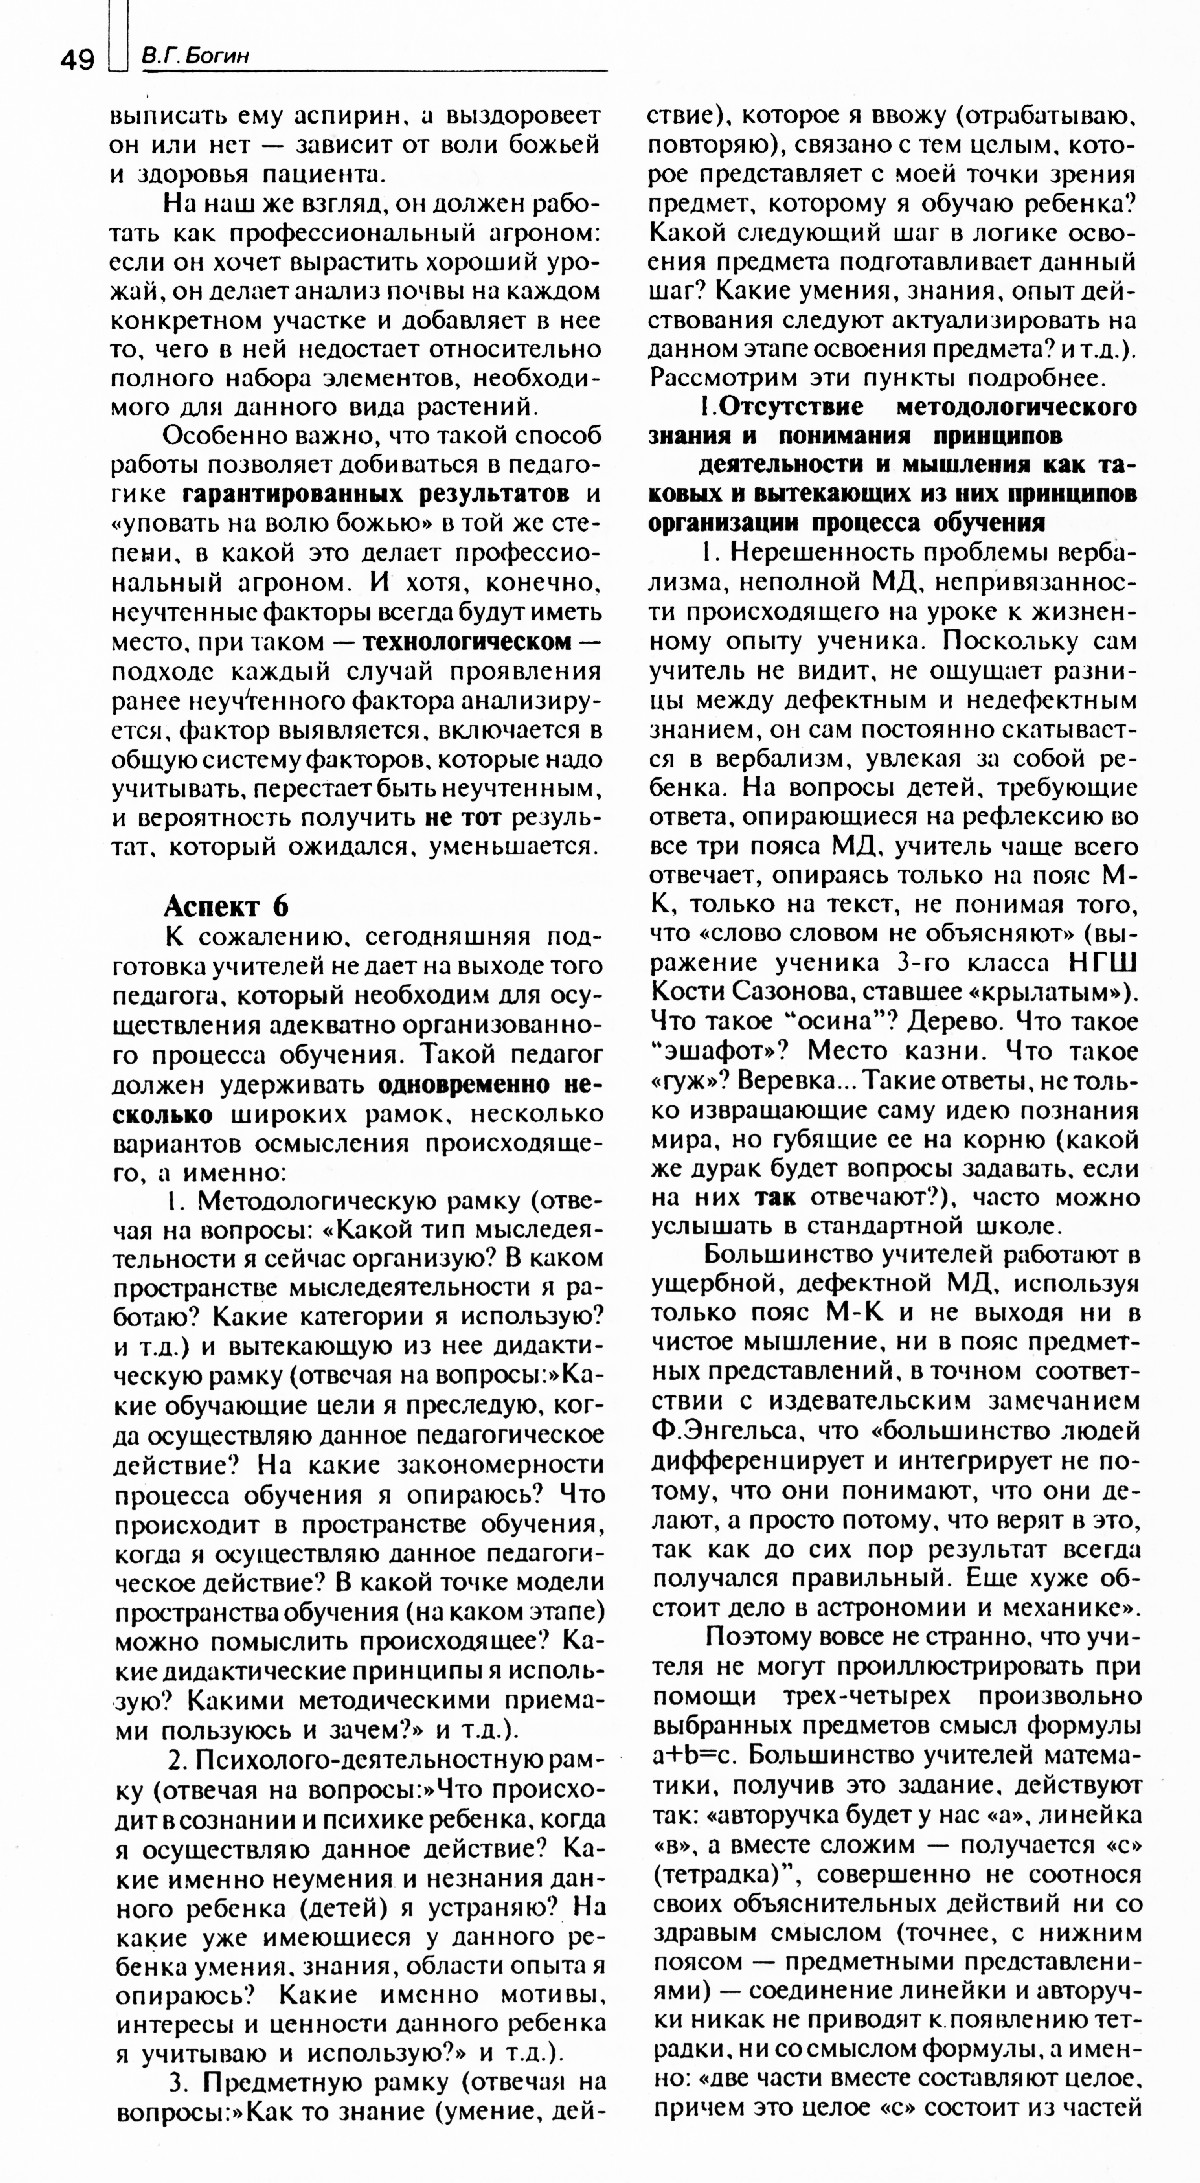 49
В.Г. Богин
выписать ему аспирин, а выздоровеет
он или нет — зависит от воли божьей
и здоровья пациента.
На наш же взгляд, он должен рабо-
тать как профессиональный агроном:
если он хочет вырастить хороший уро-
жай, он делает анализ почвы на каждом
конкретном участке и добавляет в нее
то, чего в ней недостает относительно
полного набора элементов, необходи-
мого для данного вида растений.
Особенно важно, что такой способ
работы позволяет добиваться в педаго-
гике гарантированных результатов и
«уповать на волю божью» в той же сте-
пени, в какой это делает профессио-
нальный агроном. И хотя, конечно,
неучтенные факторы всегда будут иметь
место, при таком — технологическом —
подходе каждый случай проявления
ранее неучтенного фактора анализиру-
ется, фактор выявляется, включается в
общую систему факторов, которые надо
учитывать, перестает быть неучтенным,
и вероятность получить не тот резуль-
тат, который ожидался, уменьшается.
Аспект 6
К сожалению, сегодняшняя под-
готовка учителей не дает на выходе того
педагога, который необходим для осу-
ществления адекватно организованно-
го процесса обучения. Такой педагог
должен удерживать одновременно не-
сколько широких рамок, несколько
вариантов осмысления происходяще-
го, а именно:
1. Методологическую рамку (отве-
чая на вопросы: «Какой тип мыследея-
тельности я сейчас организую? В каком
пространстве мыследеятельности я ра-
ботаю? Какие категории я использую?
и т.д.) и вытекающую из нее дидакти-
ческую рамку (отвечая на вопросы:»Ка-
кие обучающие цели я преследую, ког-
да осуществляю данное педагогическое
действие? На какие закономерности
процесса обучения я опираюсь? Что
происходит в пространстве обучения,
когда я осуществляю данное педагоги-
ческое действие? В какой точке модели
пространства обучения (на каком этапе)
можно помыслить происходящее? Ка-
кие дидактические принципы я исполь-
зую? Какими методическими приема-
ми пользуюсь и зачем?» и т.д.).
2. Психолого-деятельностную рам-
ку (отвечая на вопросы:»Что происхо-
дит в сознании и психике ребенка, когда
я осуществляю данное действие? Ка-
кие именно неумения и незнания дан-
ного ребенка (детей) я устраняю? На
какие уже имеющиеся у данного ре-
бенка умения, знания, области опыта я
опираюсь? Какие именно мотивы,
интересы и ценности данного ребенка
я учитываю и использую?» и т.д.).
3. Предметную рамку (отвечая на
вопросы:»Как то знание (умение, дей-
ствие), которое я ввожу (отрабатываю,
повторяю), связано с тем целым, кото-
рое представляет с моей точки зрения
предмет, которому я обучаю ребенка?
Какой следующий шаг в логике осво-
ения предмета подготавливает данный
шаг? Какие умения, знания, опыт дей-
ствования следуют актуализировать на
данном этапе освоения предмета? и т.д.).
Рассмотрим эти пункты подробнее.
1.Отсутствие методологического
знания и понимания принципов
деятельности и мышления как та-
ковых и вытекающих из них принципов
организации процесса обучения
1. Нерешенность проблемы верба-
лизма, неполной МД, непривязаннос-
ти происходящего на уроке к жизнен-
ному опыту ученика. Поскольку сам
учитель не видит, не ощущает разни-
цы между дефектным и недефектным
знанием, он сам постоянно скатывает-
ся в вербализм, увлекая за собой ре-
бенка. На вопросы детей, требующие
ответа, опирающиеся на рефлексию во
все три пояса МД, учитель чаще всего
отвечает, опираясь только на пояс М-
К, только на текст, не понимая того,
что «слово словом не объясняют» (вы-
ражение ученика 3-го класса НГШ
Кости Сазонова, ставшее «крылатым»).
Что такое “осина”? Дерево. Что такое
“эшафот»? Место казни. Что такое
«гуж»? Веревка... Такие ответы, не толь-
ко извращающие саму идею познания
мира, но губящие ее на корню (какой
же дурак будет вопросы задавать, если
на них так отвечают?), часто можно
услышать в стандартной школе.
Большинство учителей работают в
ущербной, дефектной МД, используя
только пояс М-К и не выходя ни в
чистое мышление, ни в пояс предмет-
ных представлений, в точном соответ-
ствии с издевательским замечанием
Ф.Энгельса, что «большинство людей
дифференцирует и интегрирует не по-
тому, что они понимают, что они де-
лают, а просто потому, что верят в это,
так как до сих пор результат всегда
получался правильный. Еще хуже об-
стоит дело в астрономии и механике».
Поэтому вовсе не странно, что учи-
теля не могут проиллюстрировать при
помощи трех-четырех произвольно
выбранных предметов смысл формулы
a+b=c. Большинство учителей матема-
тики, получив это задание, действуют
так: «авторучка будет у нас «а», линейка
«в», а вместе сложим — получается «с»
(тетрадка)”, совершенно не соотнося
своих объяснительных действий ни со
здравым смыслом (точнее, с нижним
поясом — предметными представлени-
ями) — соединение линейки и авторуч-
ки никак не приводят к появлению тет-
радки, ни со смыслом формулы, а имен-
но: «две части вместе составляют целое,
причем это целое «с» состоит из частей